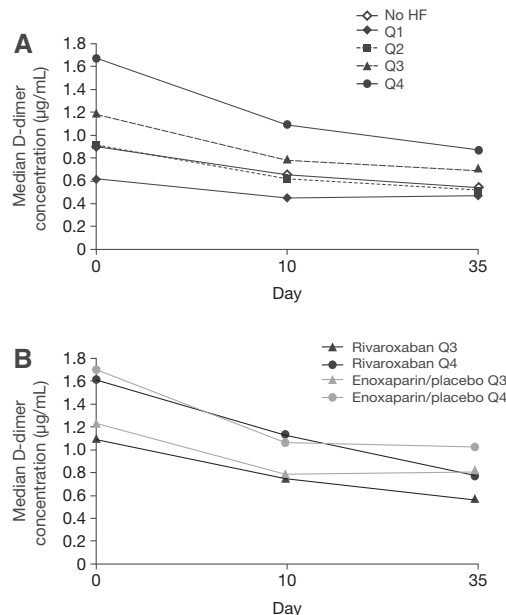 A
No HF
Q1
Q2
Q3
Q4
Median D-dimer
concentration (µg/mL)
1.8
1.6
1.4
1.2
1.0
0.8
0.6
0.4
0.2
0
0 10 35
Day
B
Rivaroxaban Q3
Rivaroxaban Q4
Enoxaparin/placebo Q3
Enoxaparin/placebo Q4
Median D-dimer
concentration (µg/mL)
1.8
1.6
1.4
1.2
1.0
0.8
0.6
0.4
0.2
0
0 10 35
Day